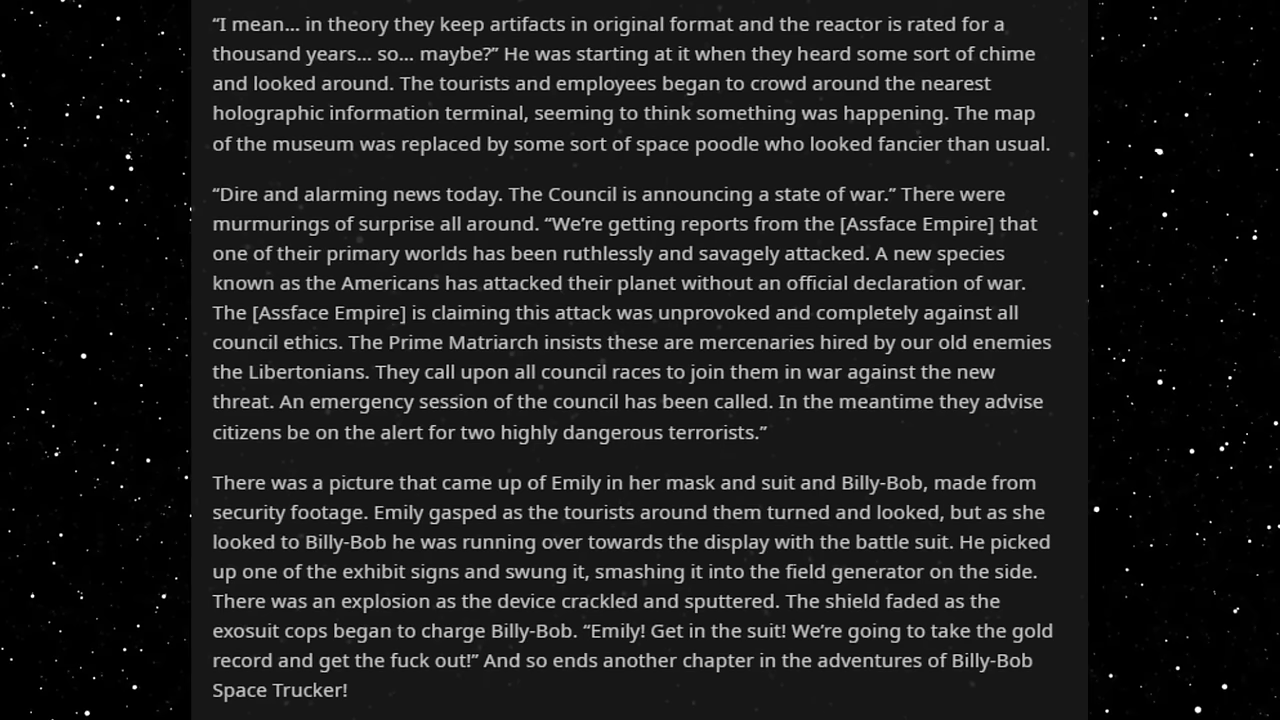 “I mean... in theory they keep artifacts in original format and the reactor is rated for a
thousand years... so... maybe?” He was starting at it when they heard some sort of chime
and looked around. The tourists and employees began to crowd around the nearest
holographic information terminal, seeming to think something was happening. The map
of the museum was replaced by some sort of space poodle who looked fancier than usual.
“Dire and alarming news today. The Council is announcing a state of war.” There were
murmurings of surprise all around. “We’re getting reports from the [Assface Empire] that
one of their primary worlds has been ruthlessly and savagely attacked. A new species
known as the Americans has attacked their planet without an official declaration of war.
The [Assface Empire] is claiming this attack was unprovoked and completely against all
council ethics. The Prime Matriarch insists these are mercenaries hired by our old enemies
the Libertonians. They call upon all council races to join them in war against the new
threat. An emergency session of the council has been called. In the meantime they advise
citizens be on the alert for two highly dangerous terrorists.”
There was a picture that came up of Emily in her mask and suit and Billy-Bob, made from
security footage. Emily gasped as the tourists around them turned and looked, but as she
looked to Billy-Bob he was running over towards the display with the battle suit. He picked
up one of the exhibit signs and swung it, smashing it into the field generator on the side.
There was an explosion as the device crackled and sputtered. The shield faded as the
exosuit cops began to charge Billy-Bob. “Emily! Get in the suit! We’re going to take the gold
record and get the fuck out!” And so ends another chapter in the adventures of Billy-Bob
Space Trucker!